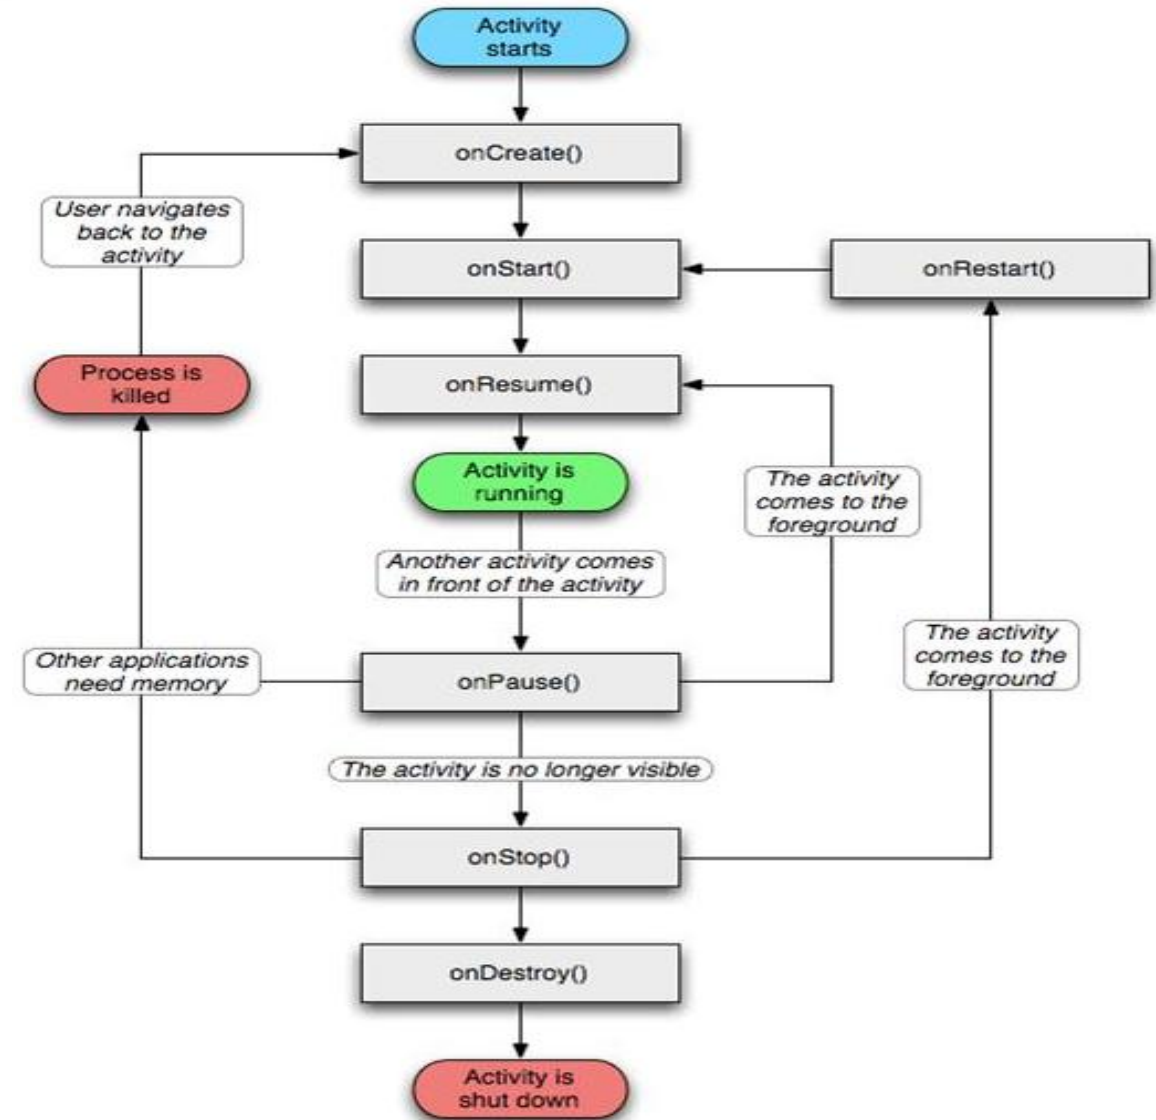 Activity
starts
onCreate()
User navigates
back to the
activity
onStart()
onRestart()
Process is
killed
onResume()
Activity is
running
The activity
comes to the
foreground
Another activity comes
in front of the activity
The activity
comes to the
foreground
Other applications
need memory
onPause()
The activity is no longer visible
onStop()
onDestroy()
Activity is
shut down